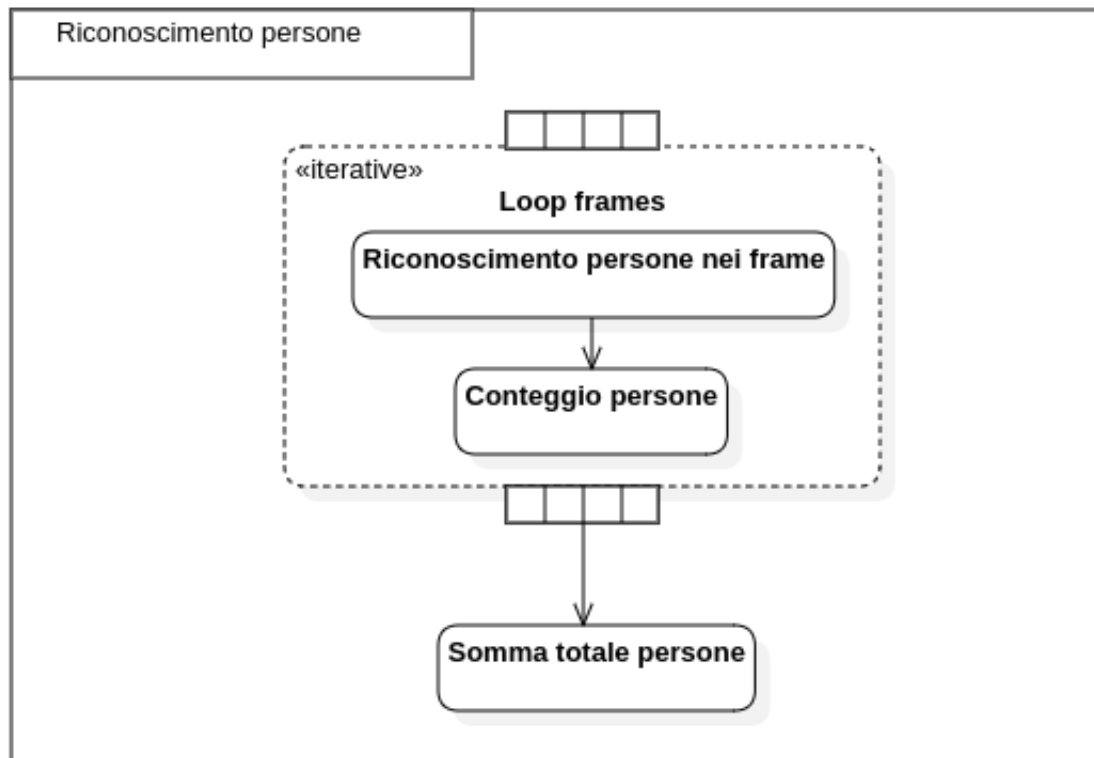 Riconoscimento persone
«iterative»
Loop frames
Riconoscimento persone nei frame
Conteggio persone
Somma totale persone